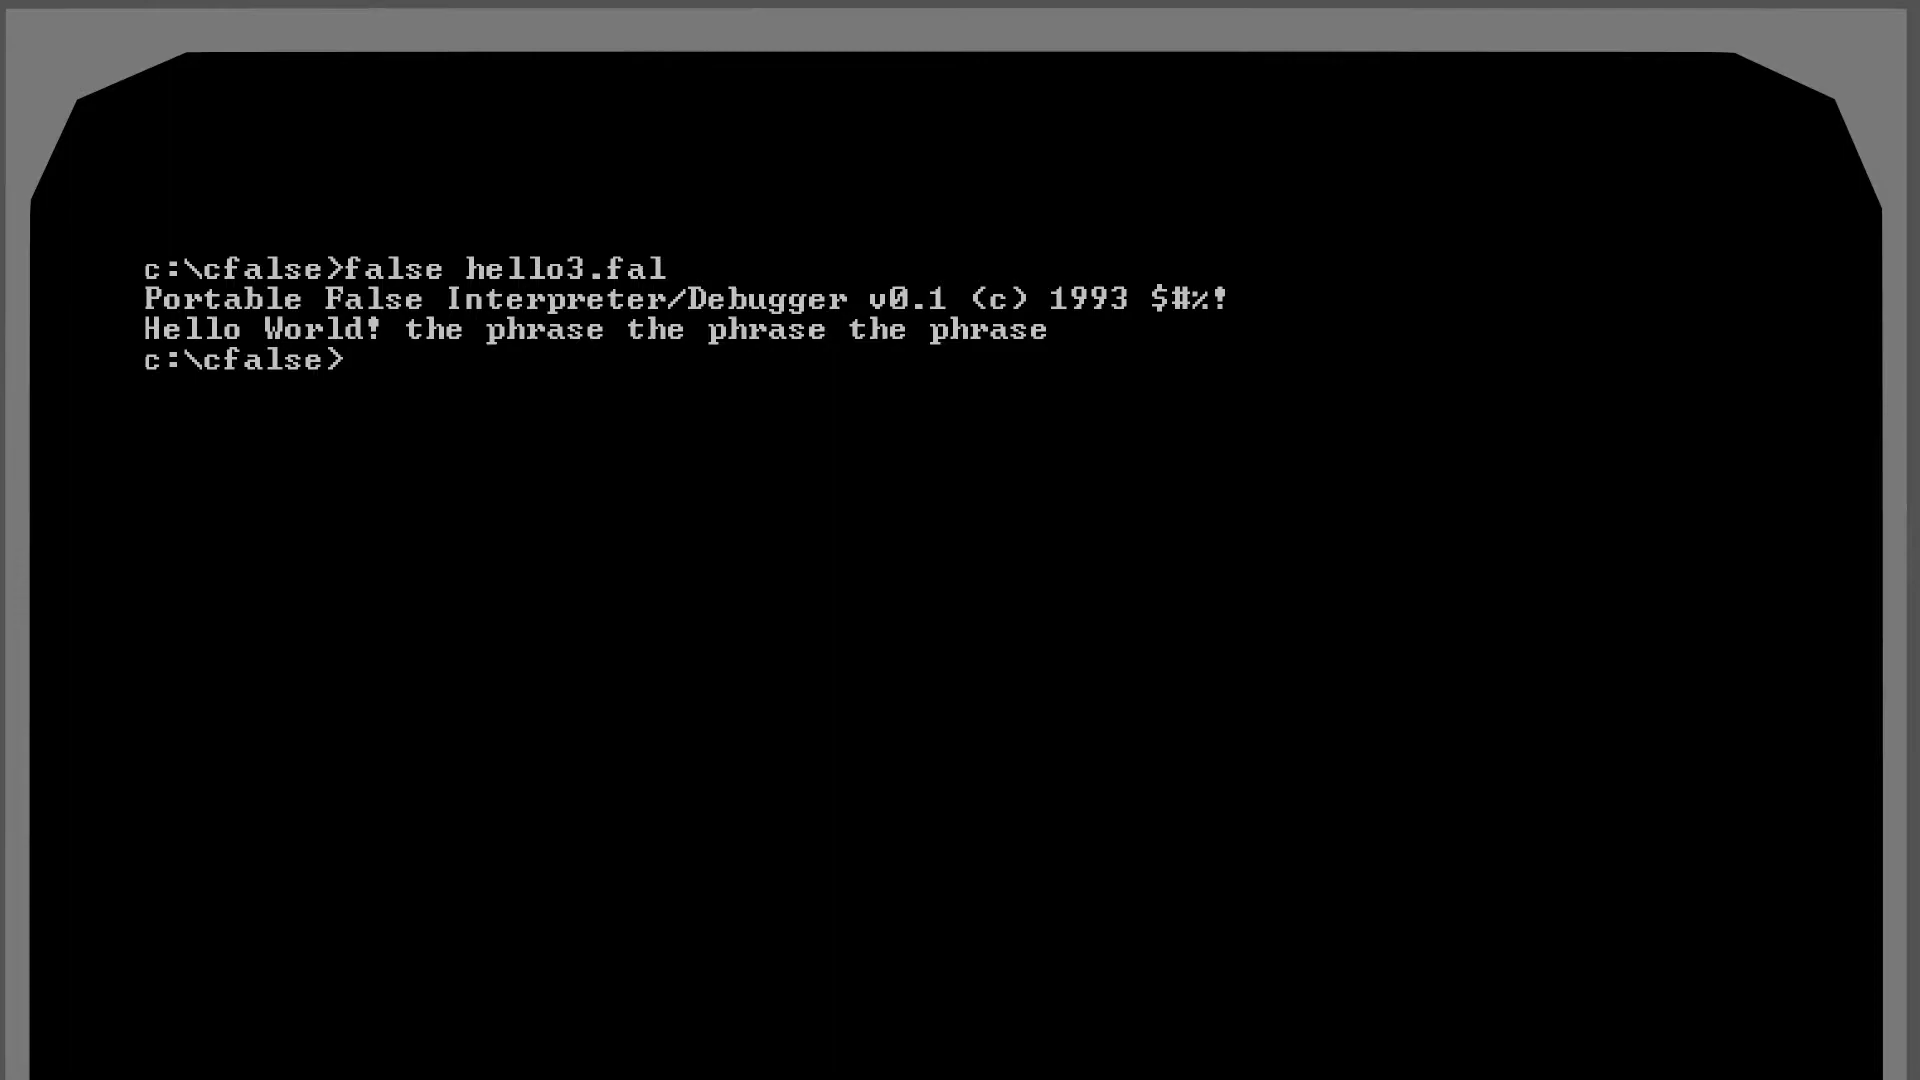 c:\cfalse>false hello3.fal
Portable False Interpreter/Debugger v0.1 (c) 1993 $#%!
Hello World! the phrase the phrase the phrase
c:\cfalse>